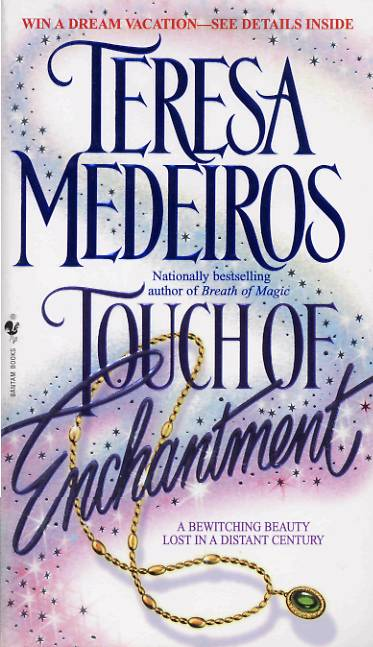 WIN A DREAM VACATION—SEE DETAILS INSIDE
TERESA
MEDEIROS
Nationally bestselling
author of Breath of Magic
TOUCH OF
Enchantment
BANTAM BOOKS
A BEWITCHING BEAUTY
LOST IN A DISTANT CENTURY